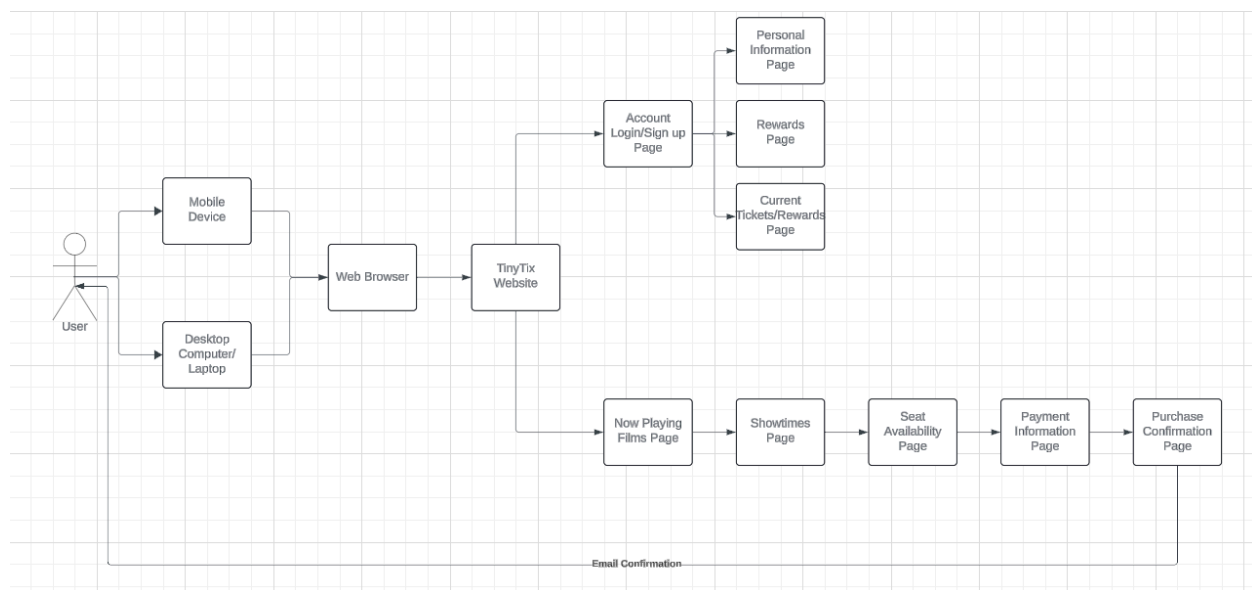 Personal
Information
Page
Account
Login/Sign up
Page
Rewards
Page
Current
Tickets/Rewards
Page
Mobile
Device
Web Browser
TinyTix
Website
User
Desktop
Computer/
Laptop
Now Playing
Films Page
Showtimes
Page
Seat
Availability
Page
Payment
Information
Page
Purchase
Confirmation
Page
Email Confirmation